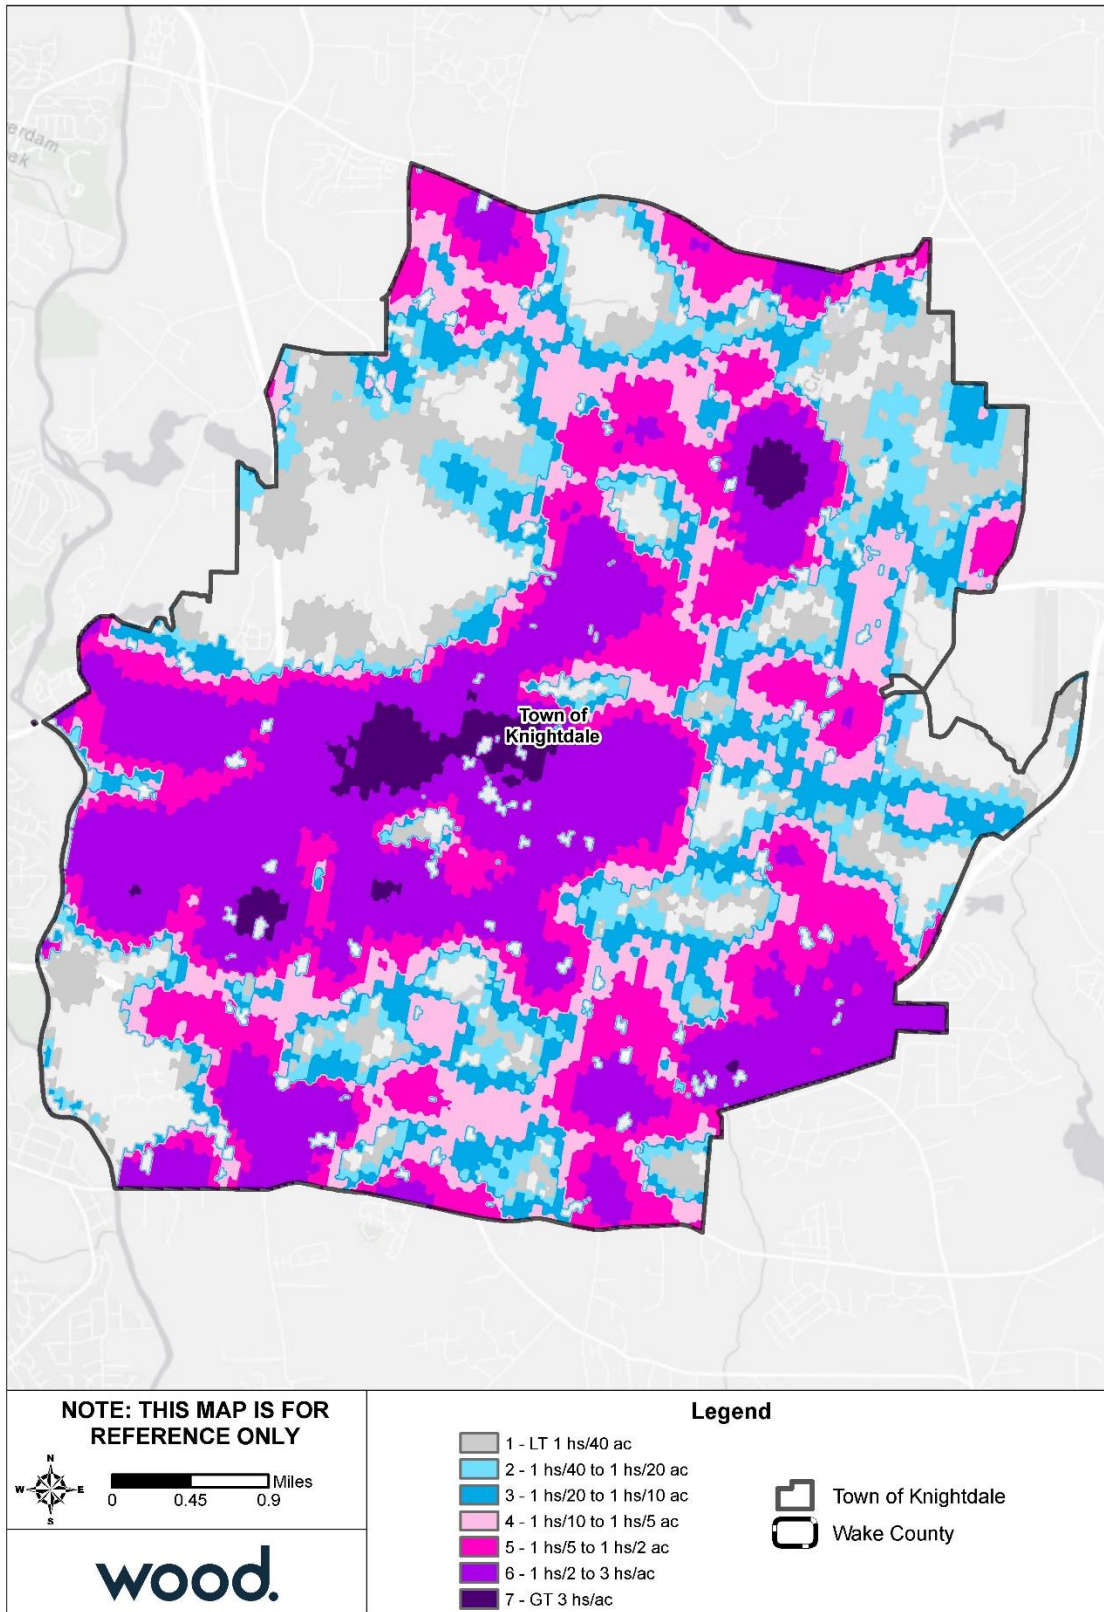 erdam
ek
Cr
Town of
Knightdale
NOTE: THIS MAP IS FOR
REFERENCE ONLY
N
W E
S
Miles
0 0.45 0.9
wood.
Legend
1 - LT 1 hs/40 ac
2 - 1 hs/40 to 1 hs/20 ac
3 - 1 hs/20 to 1 hs/10 ac
4 - 1 hs/10 to 1 hs/5 ac
5 - 1 hs/5 to 1 hs/2 ac
6 - 1 hs/2 to 3 hs/ac
7 - GT 3 hs/ac
Town of Knightdale
Wake County